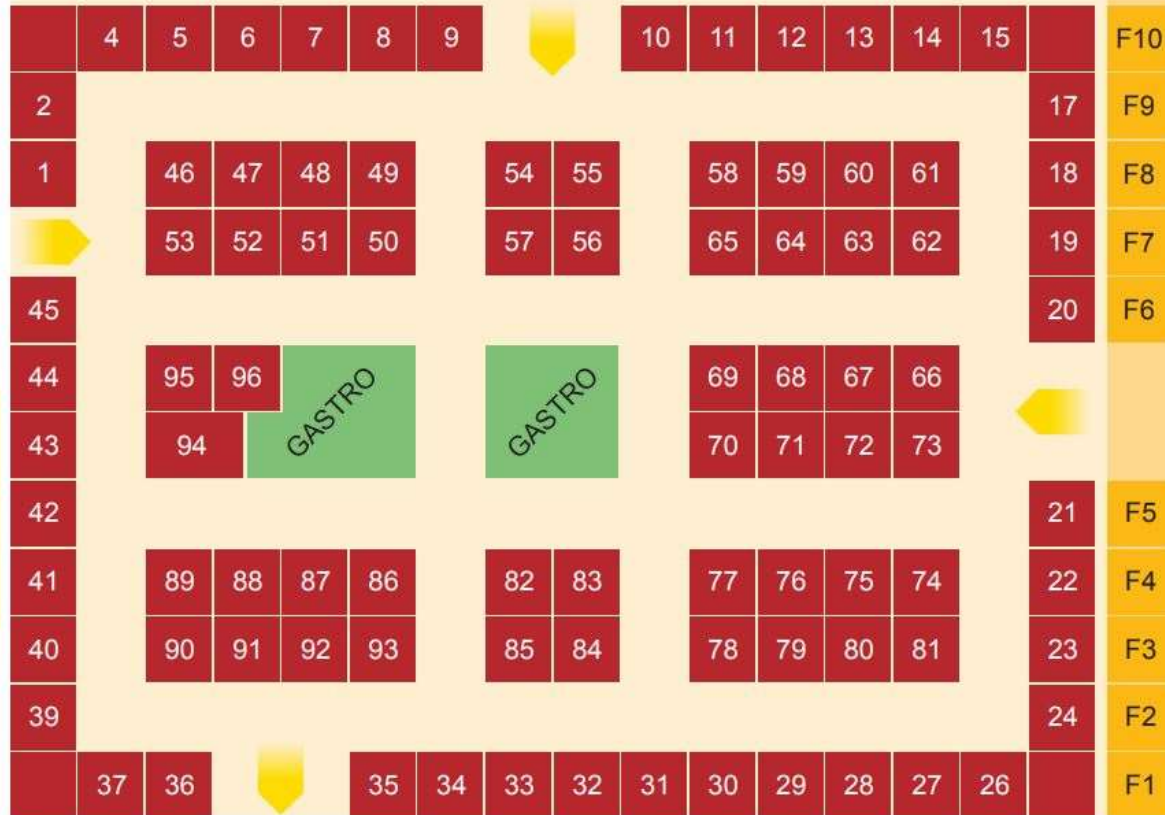 4 5 6 7 8 9 10 11 12 13 14 15 F10
2 17 F9
1 46 47 48 49 54 55 58 59 60 61 18 F8
53 52 51 50 57 56 65 64 63 62 19 F7
45 20 F6
44 95 96 GASTRO GASTRO 69 68 67 66
43 94 70 71 72 73
42 21 F5
41 89 88 87 86 82 83 77 76 75 74 22 F4
40 90 91 92 93 85 84 78 79 80 81 23 F3
39 24 F2
37 36 35 34 33 32 31 30 29 28 27 26 F1